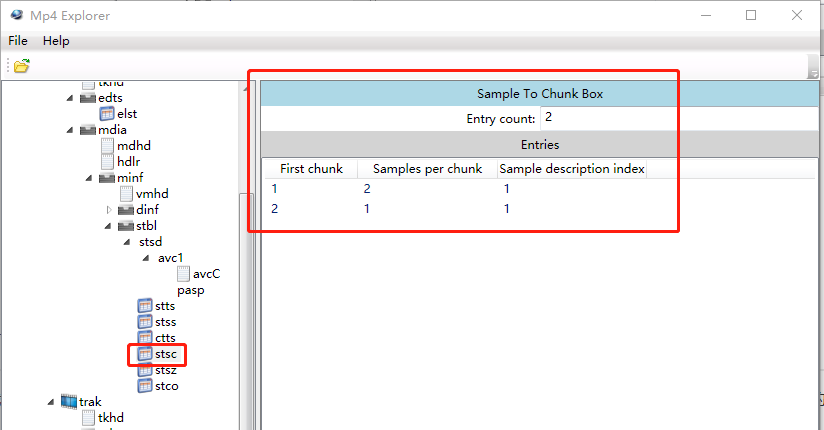 Mp4 Explorer
File Help
tkhd
edts
elst
mdia
mdhd
hdlr
minf
vmhd
dinf
stbl
stsd
avc1
avcC
pasp
stts
stss
ctts
stsc
stsz
stco
trak
tkhd
Sample To Chunk Box
Entry count: 2
Entries
First chunk Samples per chunk Sample description index
1 2 1
2 1 1